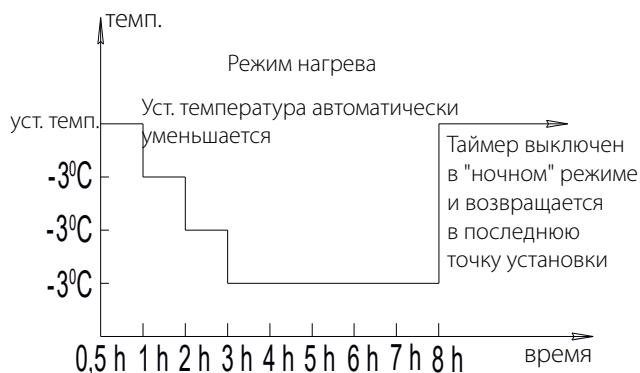 темп.
Режим нагрева
Уст. температура автоматически
уменьшается
уст. темп.
Таймер выключен
в "ночном" режиме
и возвращается
в последнюю
точку установки
-3⁰C
-3⁰C
-3⁰C
0,5 h 1 h 2 h 3 h 4 h 5 h 6 h 7 h 8 h
время